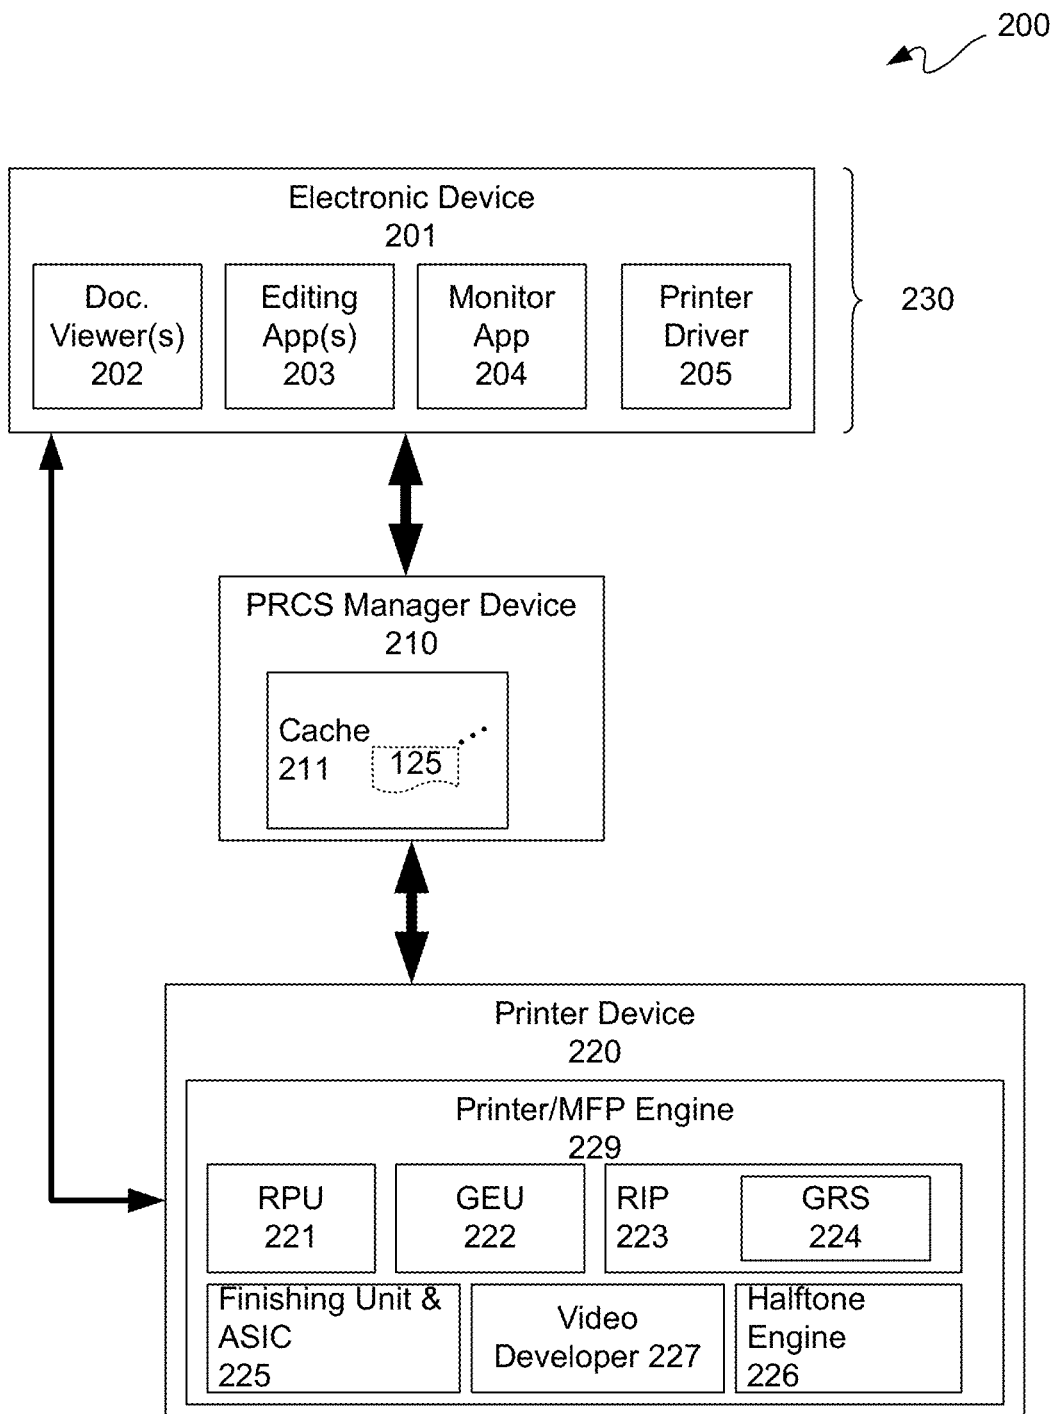 200
Electronic Device
201
Doc.
Viewer(s)
202
Editing
App(s)
203
Monitor
App
204
Printer
Driver
205
230
PRCS Manager Device
210
Cache
211
125
Printer Device
220
Printer/MFP Engine
229
RPU
221
GEU
222
RIP
223
GRS
224
Finishing Unit &
ASIC
225
Video
Developer 227
Halftone
Engine
226